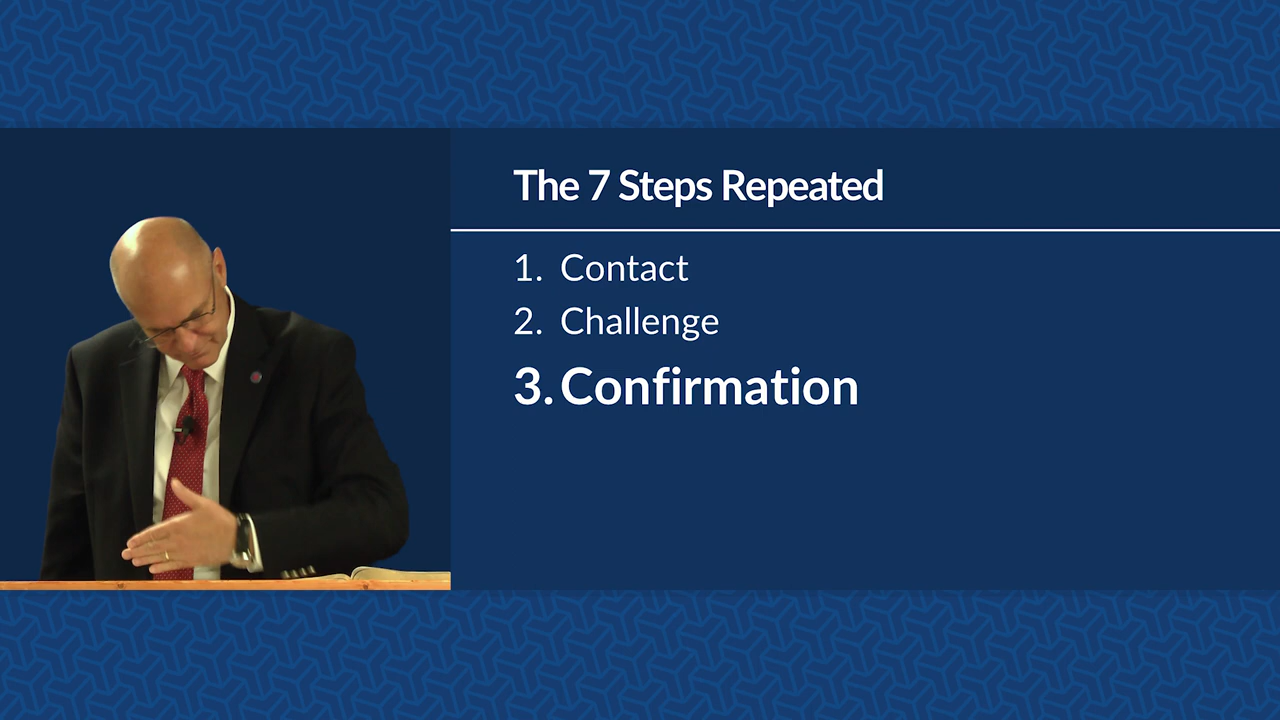 The 7 Steps Repeated
1. Contact
2. Challenge
3. Confirmation